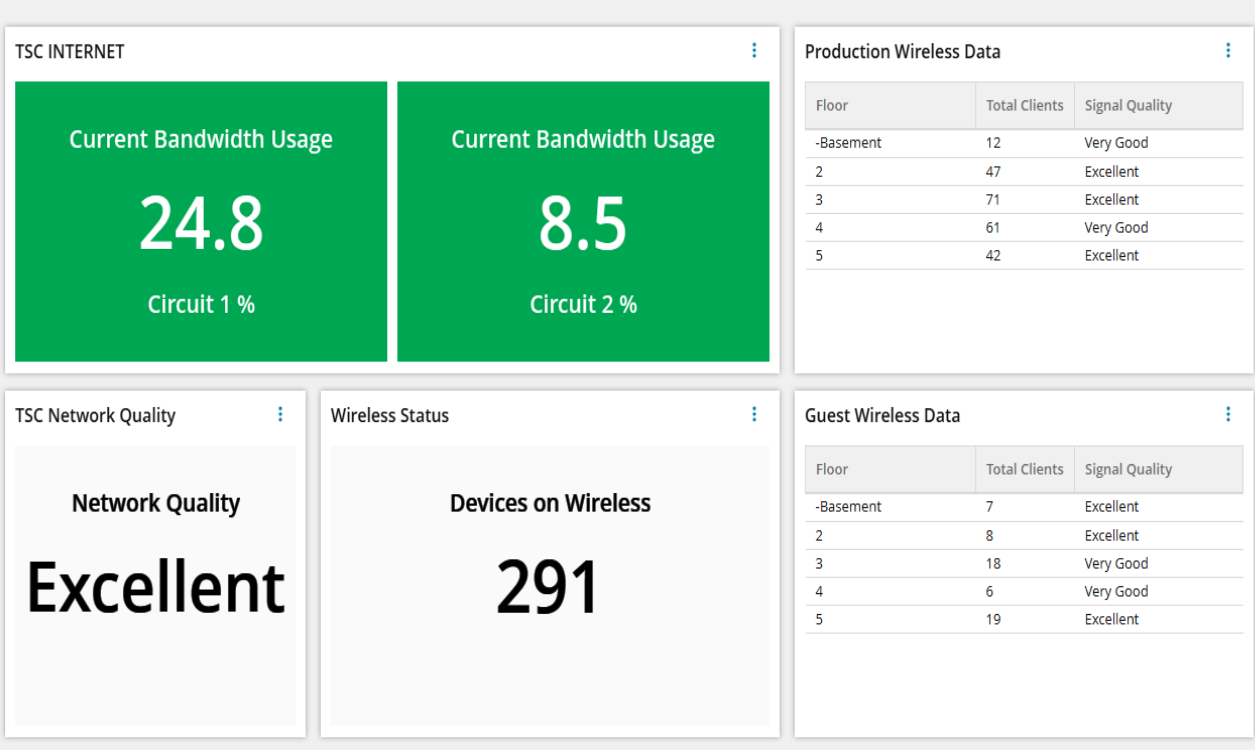 TSC INTERNET
Current Bandwidth Usage
24.8
Circuit 1 %
Current Bandwidth Usage
8.5
Circuit 2 %
Production Wireless Data
Floor Total Clients Signal Quality
-Basement 12 Very Good
2 47 Excellent
3 71 Excellent
4 61 Very Good
5 42 Excellent
TSC Network Quality
Network Quality
Excellent
Wireless Status
Devices on Wireless
291
Guest Wireless Data
Floor Total Clients Signal Quality
-Basement 7 Excellent
2 8 Excellent
3 18 Very Good
4 6 Very Good
5 19 Excellent